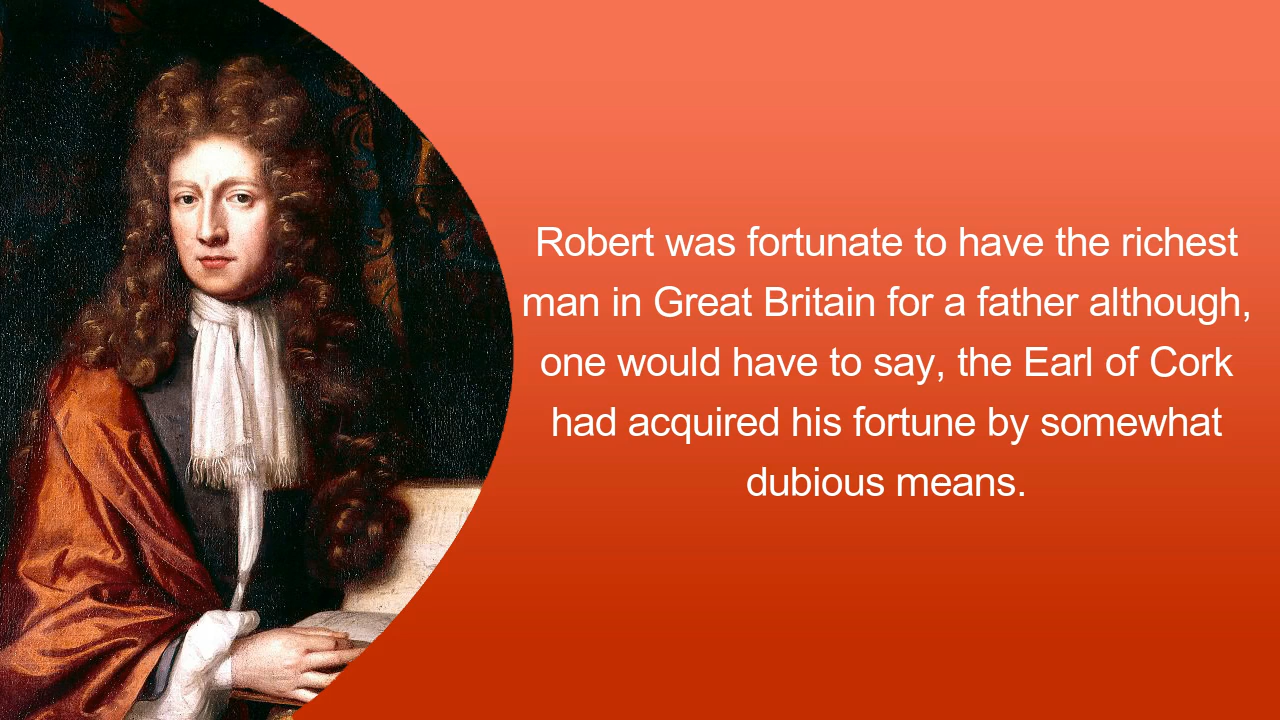 Robert was fortunate to have the richest
man in Great Britain for a father although,
one would have to say, the Earl of Cork
had acquired his fortune by somewhat
dubious means.